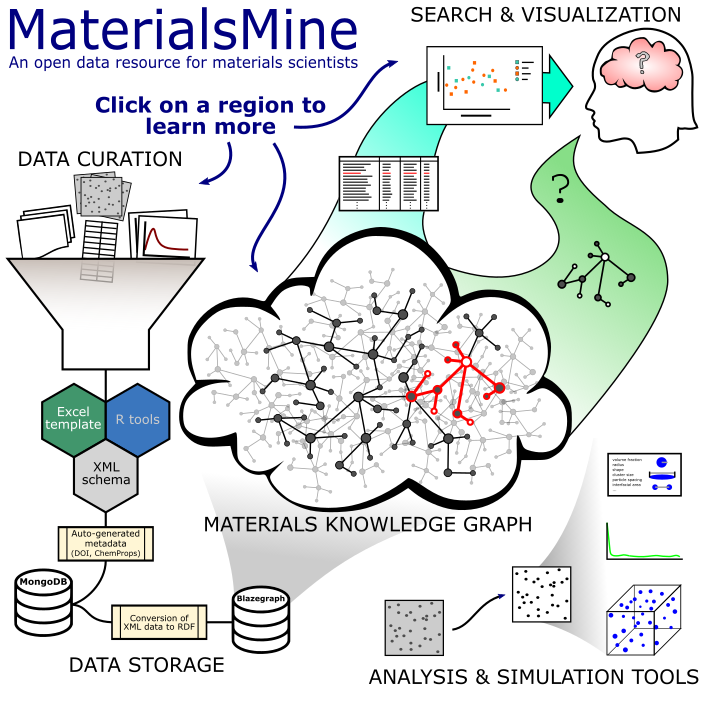 MaterialsMine
An open data resource for materials scientists
SEARCH & VISUALIZATION
?
Click on a region to
learn more
DATA CURATION
?
Excel
template
R tools
XML
schema
MATERIALS KNOWLEDGE GRAPH
volume fraction
radius
shape
cluster size
particle spacing
interfacial area
Auto-generated
metadata
(DOI, ChemProps)
MongoDB
Blazegraph
Conversion of
XML data to RDF
DATA STORAGE
ANALYSIS & SIMULATION TOOLS